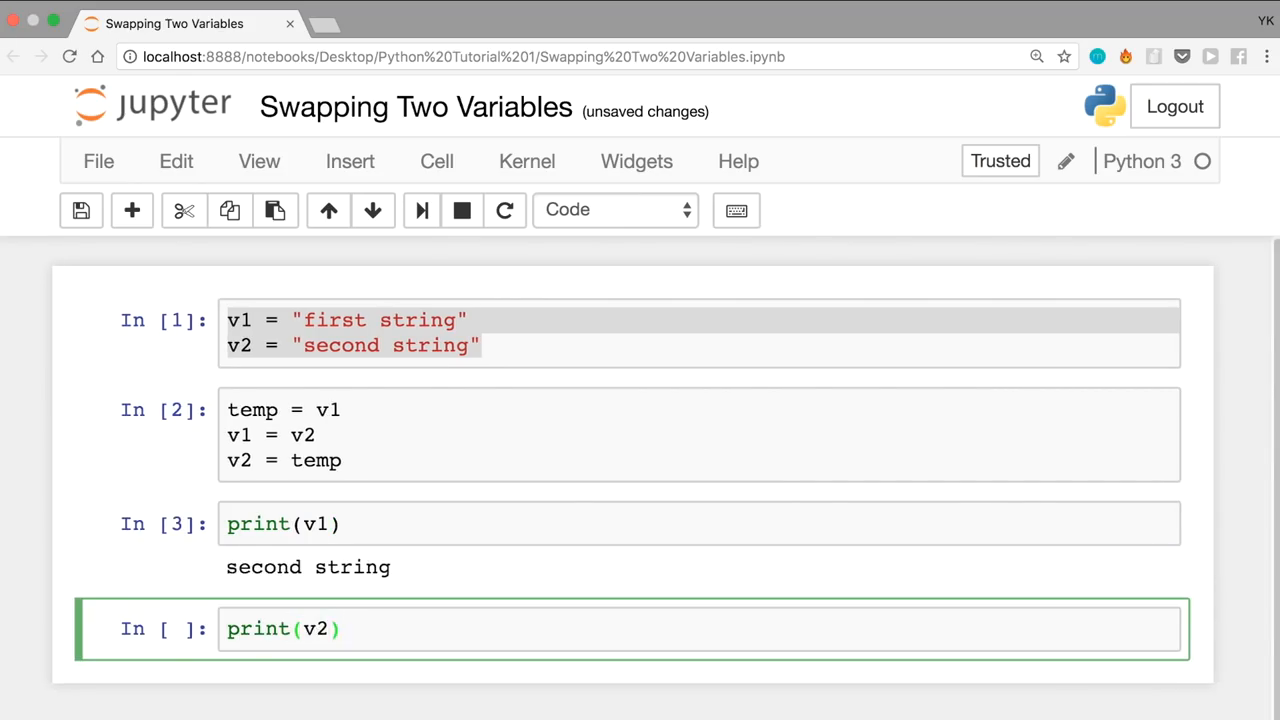 Swapping Two Variables
YK
localhost:8888/notebooks/Desktop/Python%20Tutorial%201/Swapping%20Two%20Variables.ipynb
jupyter Swapping Two Variables (unsaved changes) Logout
File Edit View Insert Cell Kernel Widgets Help Trusted Python 3
Code
In [1]: v1 = "first string"
v2 = "second string"
In [2]: temp = v1
v1 = v2
v2 = temp
In [3]: print(v1)
second string
In [ ]: print(v2)